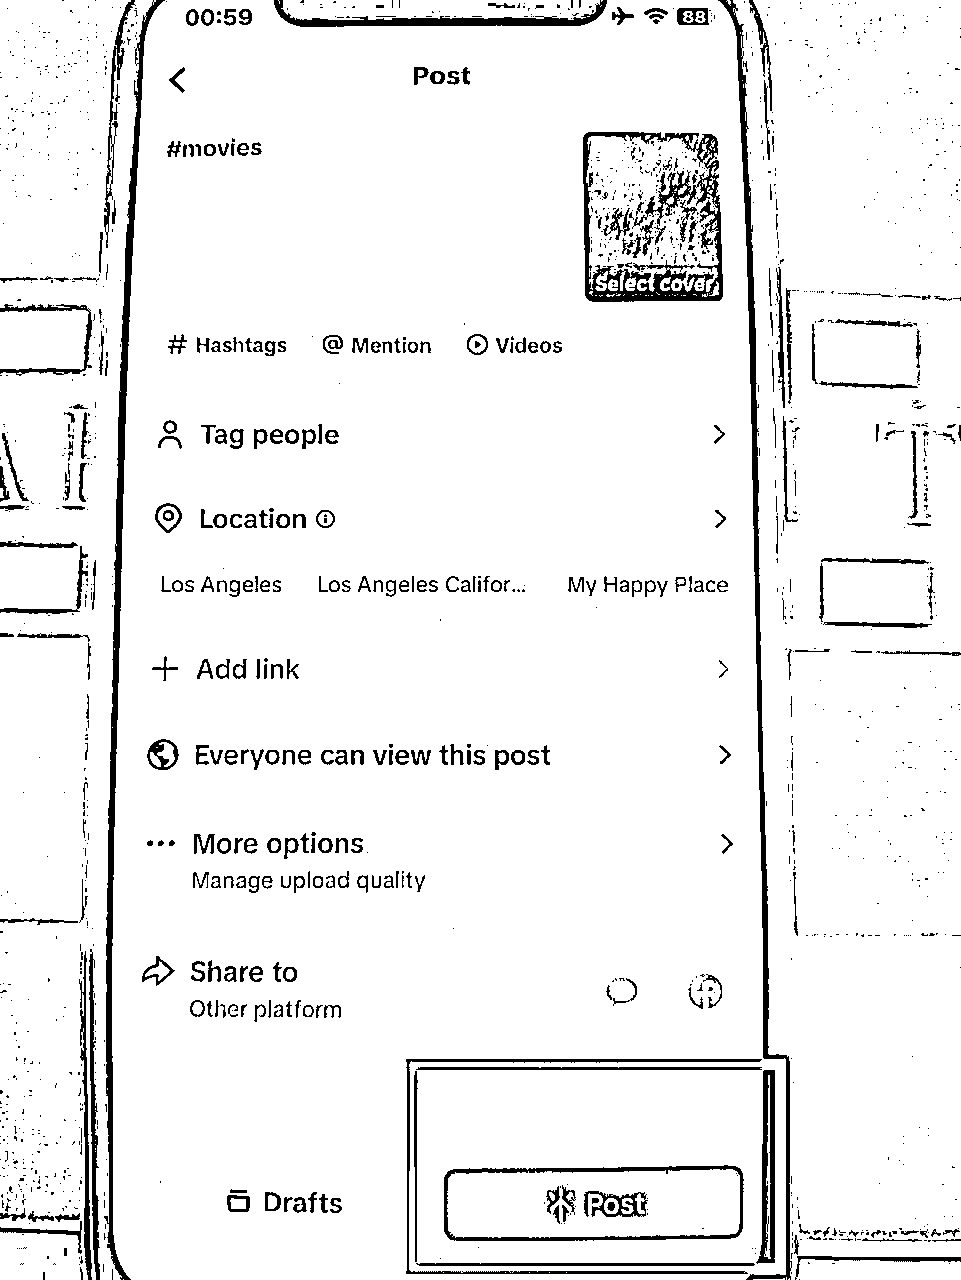 00:59
88
Post
#movies
Select cover
# Hashtags @ Mention Videos
Tag people
Location
Los Angeles Los Angeles Califor... My Happy Place
Add link
Everyone can view this post
More options
Manage upload quality
Share to
Other platform
Drafts
Post